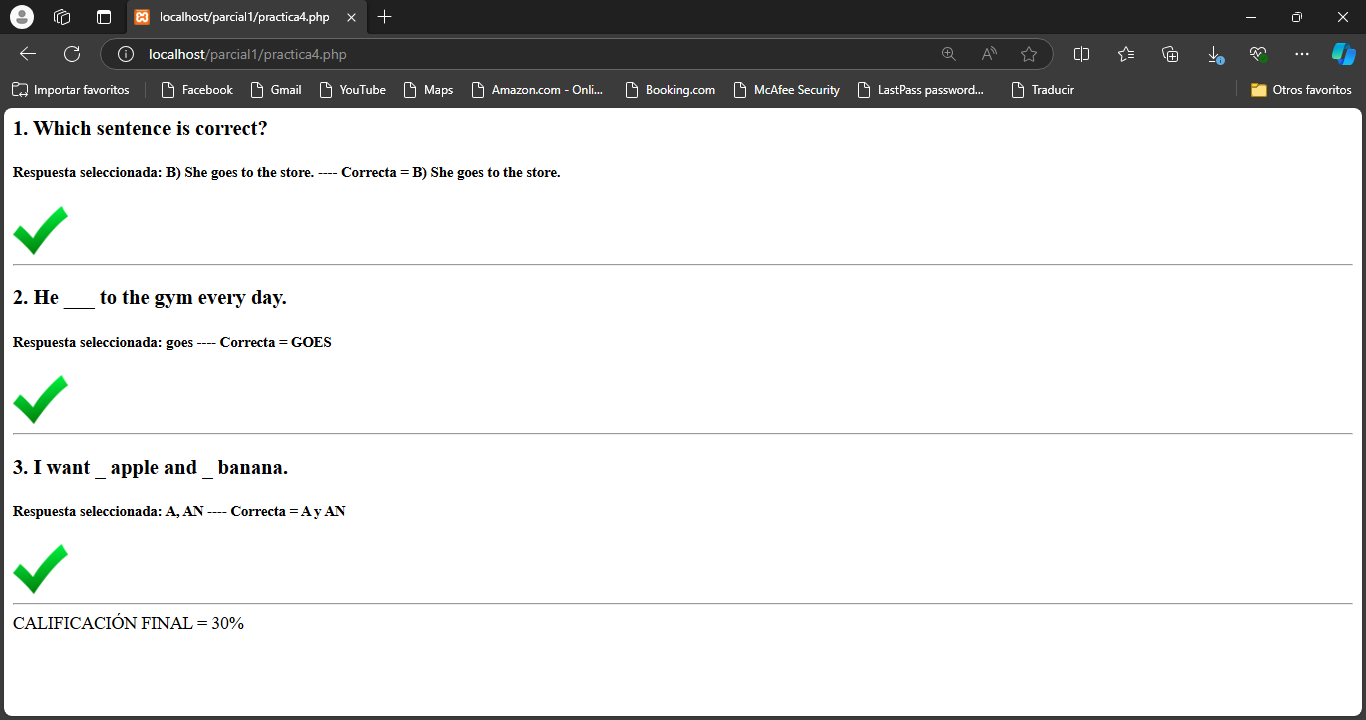 localhost/parcial1/practica4.php
localhost/parcial1/practica4.php
Importar favoritos
Facebook
Gmail
YouTube
Maps
Amazon.com - Onli...
Booking.com
McAfee Security
LastPass password...
Traducir
Otros favoritos
1. Which sentence is correct?
Respuesta seleccionada: B) She goes to the store. ---- Correcta = B) She goes to the store.
2. He ___ to the gym every day.
Respuesta seleccionada: goes ---- Correcta = GOES
3. I want _ apple and _ banana.
Respuesta seleccionada: A, AN ---- Correcta = A y AN
CALIFICACIÓN FINAL = 30%